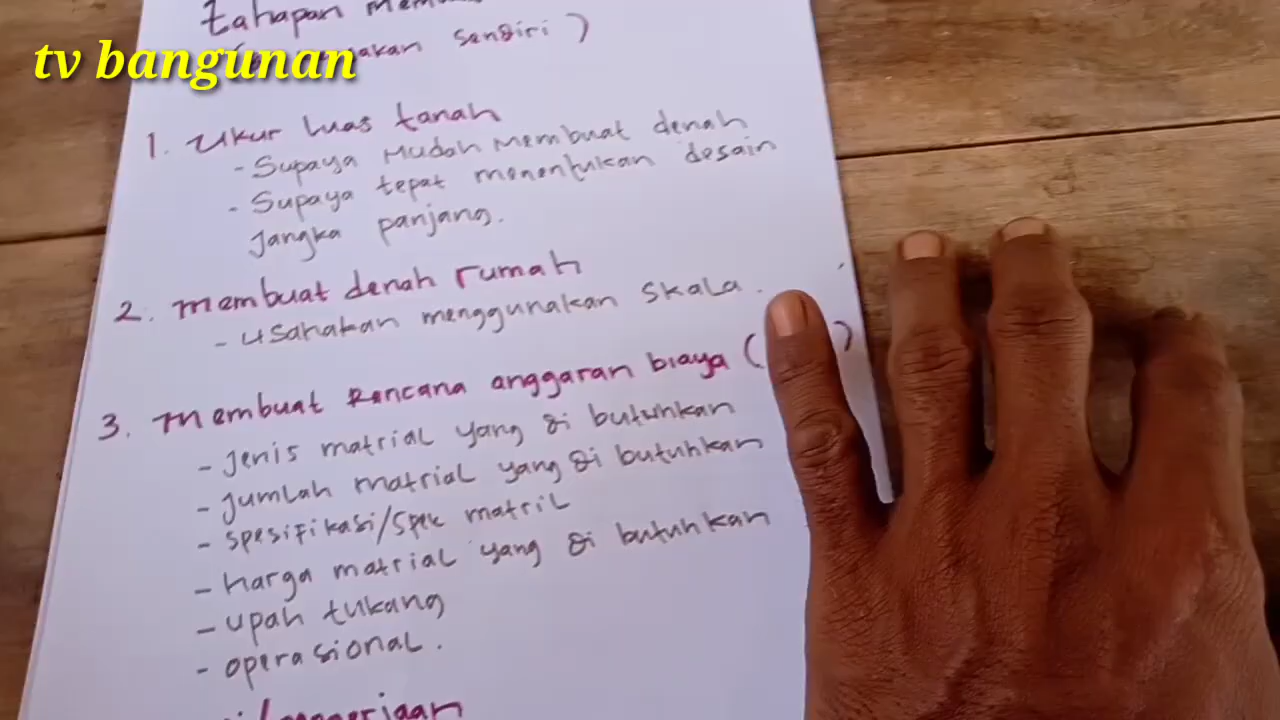 tahapan
tv bangunan
sendiri )
1. Ukur luas tanah
- Supaya Mudah Membuat denah
- Supaya tepat menentukan desain
jangka panjang.
2. membuat denah rumah
- usahakan menggunakan skala.
3. membuat Rencana anggaran biaya ( )
- jenis matrial yang di butuhkan
- jumlah matrial yang di butuhkan
- spesifikasi/spek matril
- harga matrial yang di butuhkan
- upah tukang
- operasional.